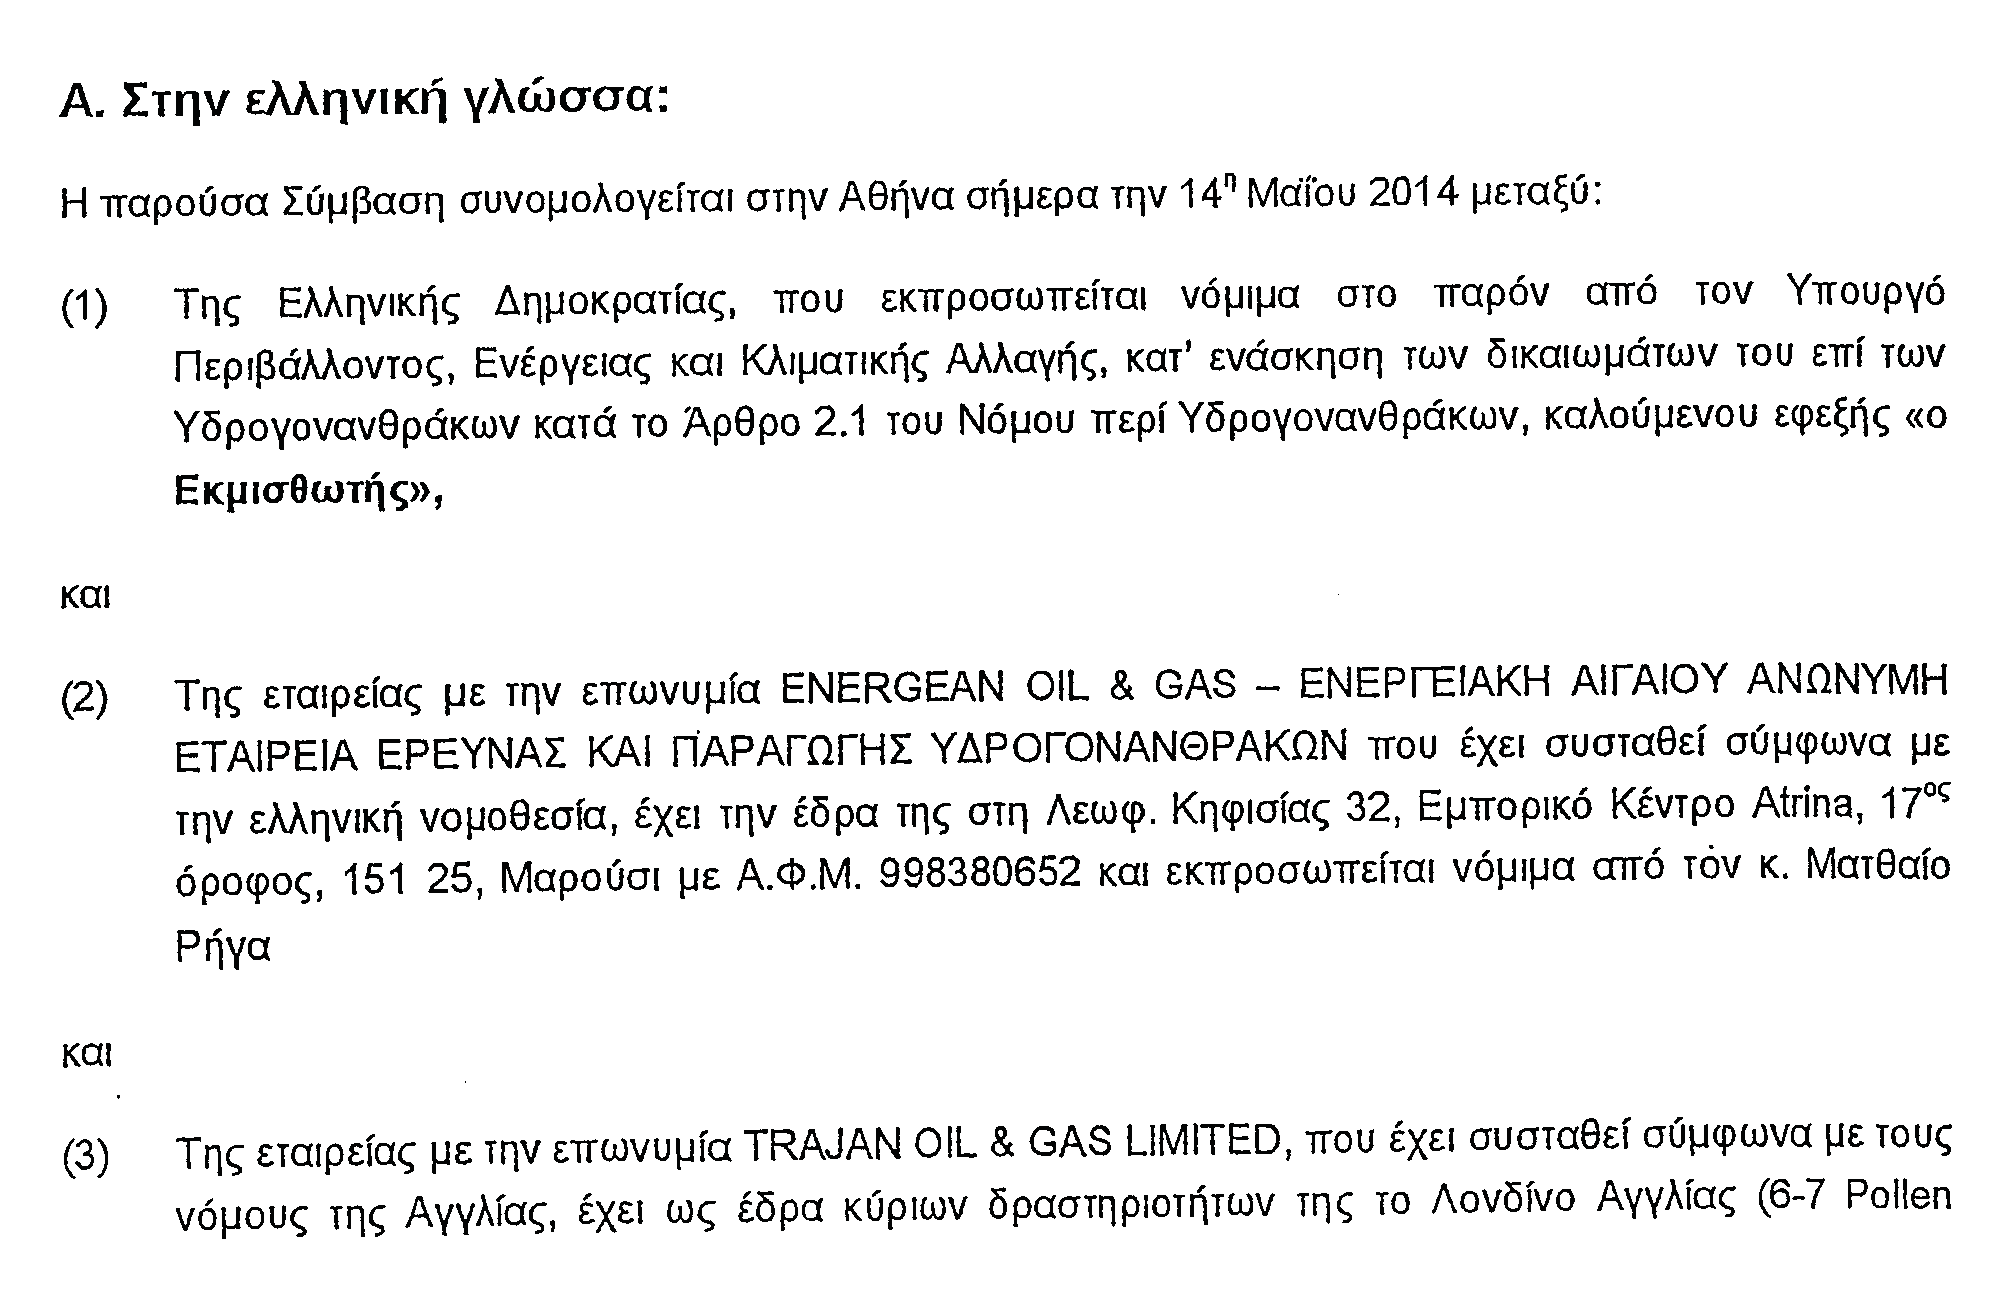 Α. Στην ελληνική γλώσσα:
Η παρούσα Σύμβαση συνομολογείται στην Αθήνα σήμερα την 14η Μαΐου 2014 μεταξύ:
(1) Της Ελληνικής Δημοκρατίας, που εκπροσωπείται νόμιμα στο παρόν από τον Υπουργό
Περιβάλλοντος, Ενέργειας και Κλιματικής Αλλαγής, κατ' ενάσκηση των δικαιωμάτων του επί των
Υδρογονανθράκων κατά το Άρθρο 2.1 του Νόμου περί Υδρογονανθράκων, καλούμενου εφεξής «ο
Εκμισθωτής»,
και
(2) Της εταιρείας με την επωνυμία ENERGEAN OIL & GAS – ΕΝΕΡΓΕΙΑΚΗ ΑΙΓΑΙΟΥ ΑΝΩΝΥΜΗ
ΕΤΑΙΡΕΙΑ ΕΡΕΥΝΑΣ ΚΑΙ ΠΑΡΑΓΩΓΗΣ ΥΔΡΟΓΟΝΑΝΘΡΑΚΩΝ που έχει συσταθεί σύμφωνα με
την ελληνική νομοθεσία, έχει την έδρα της στη Λεωφ. Κηφισίας 32, Εμπορικό Κέντρο Atrina, 17ος
όροφος, 151 25, Μαρούσι με Α.Φ.Μ. 998380652 και εκπροσωπείται νόμιμα από τον κ. Ματθαίο
Ρήγα
και
(3) Της εταιρείας με την επωνυμία TRAJAN OIL & GAS LIMITED, που έχει συσταθεί σύμφωνα με τους
νόμους της Αγγλίας, έχει ως έδρα κύριων δραστηριοτήτων της το Λονδίνο Αγγλίας (6-7 Pollen